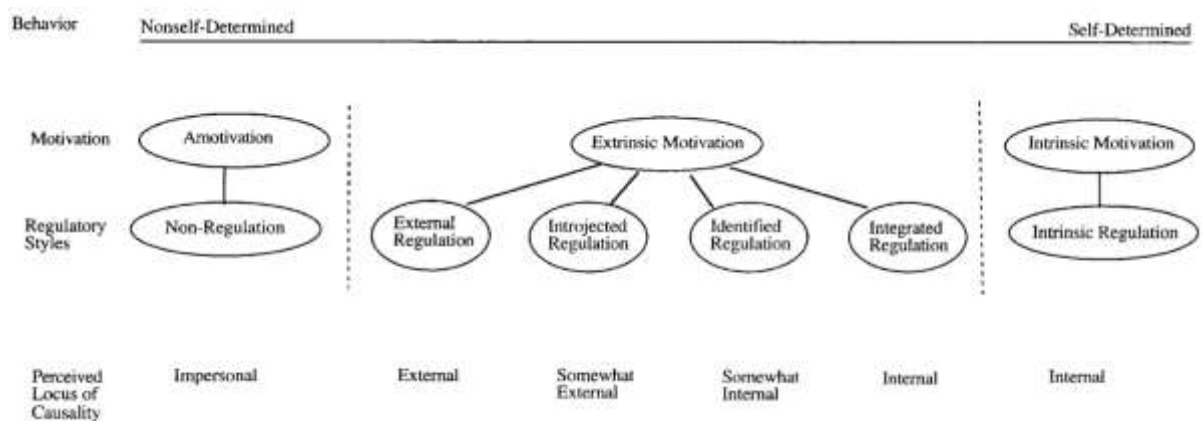 Behavior Nonself-Determined Self-Determined
Motivation Amotivation Extrinsic Motivation Intrinsic Motivation
Regulatory
Styles
Non-Regulation
External
Regulation
Introjected
Regulation
Identified
Regulation
Integrated
Regulation
Intrinsic Regulation
Perceived
Locus of
Causality
Impersonal
External
Somewhat
External
Somewhat
Internal
Internal
Internal